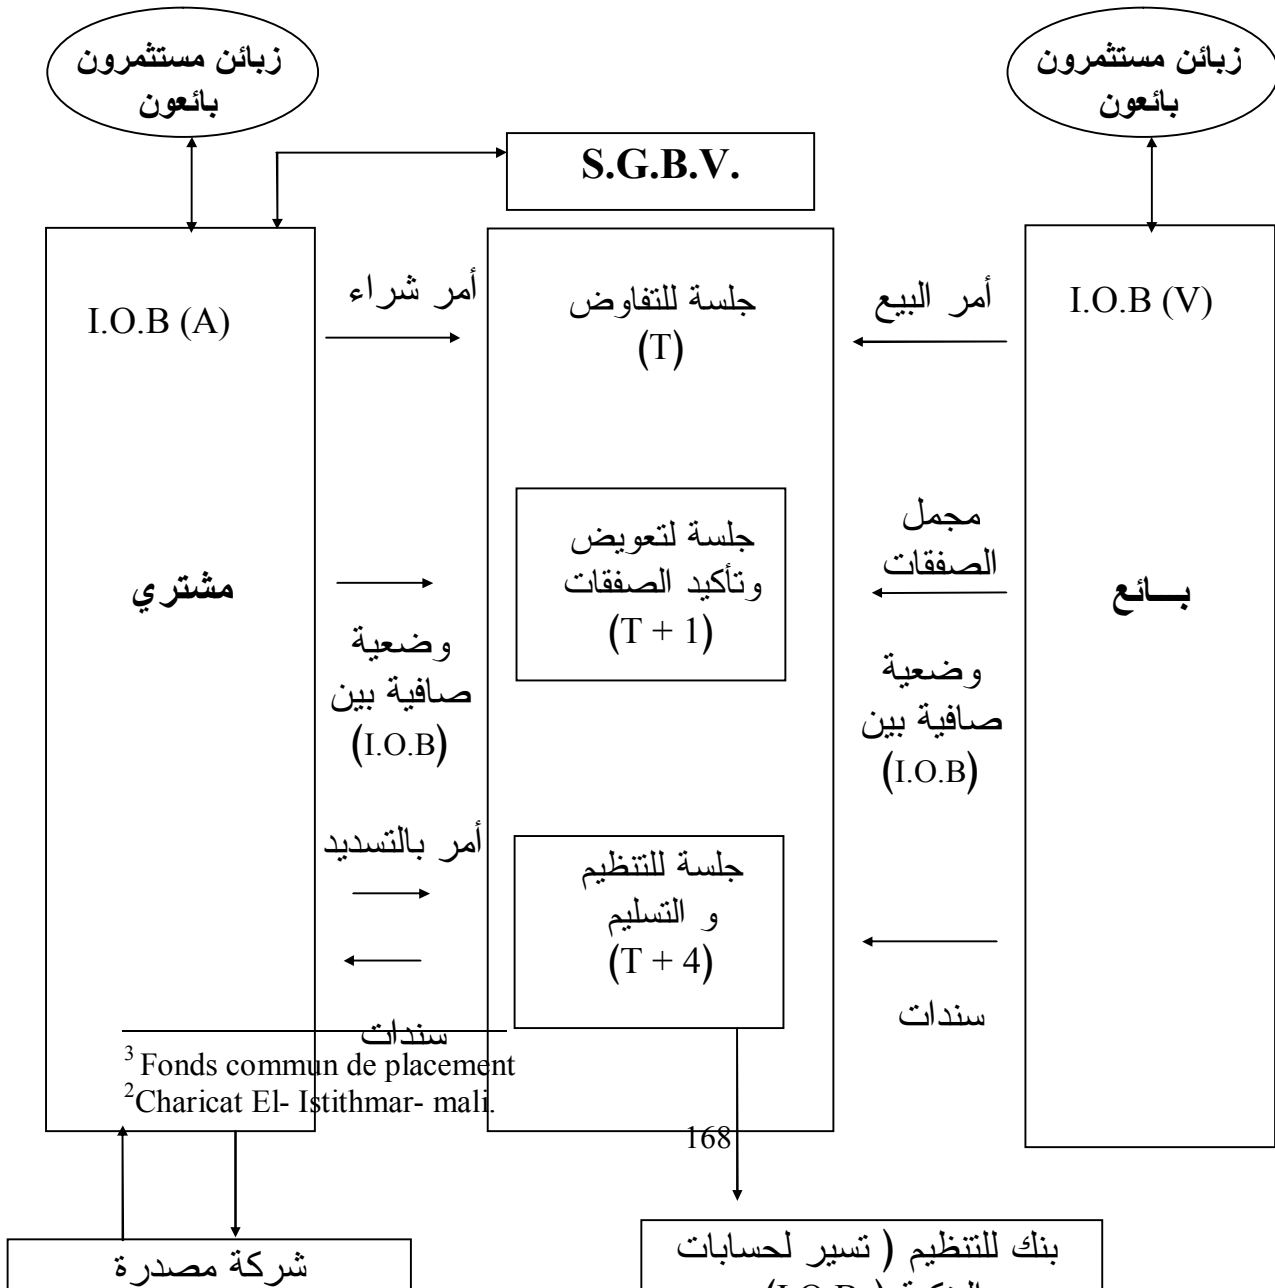 زبائن مستثمرون
بائعون
زبائن مستثمرون
بائعون
S.G.B.V.
I.O.B (A)
أمر شراء
جلسة للتفاوض
(T)
أمر البيع
I.O.B (V)
مشتري
وضعية
صافية بين
(I.O.B)
جلسة لتعويض
وتأكيد الصفقات
(T + 1)
مجمل
الصفقات
وضعية
صافية بين
(I.O.B)
بـــائع
أمر بالتسديد
سندات
جلسة للتنظيم
و التسليم
(T + 4)
سندات
3 Fonds commun de placement
2Charicat El- Istithmar- mali.
168
شركة مصدرة
بنك للتنظيم ( تسير لحسابات